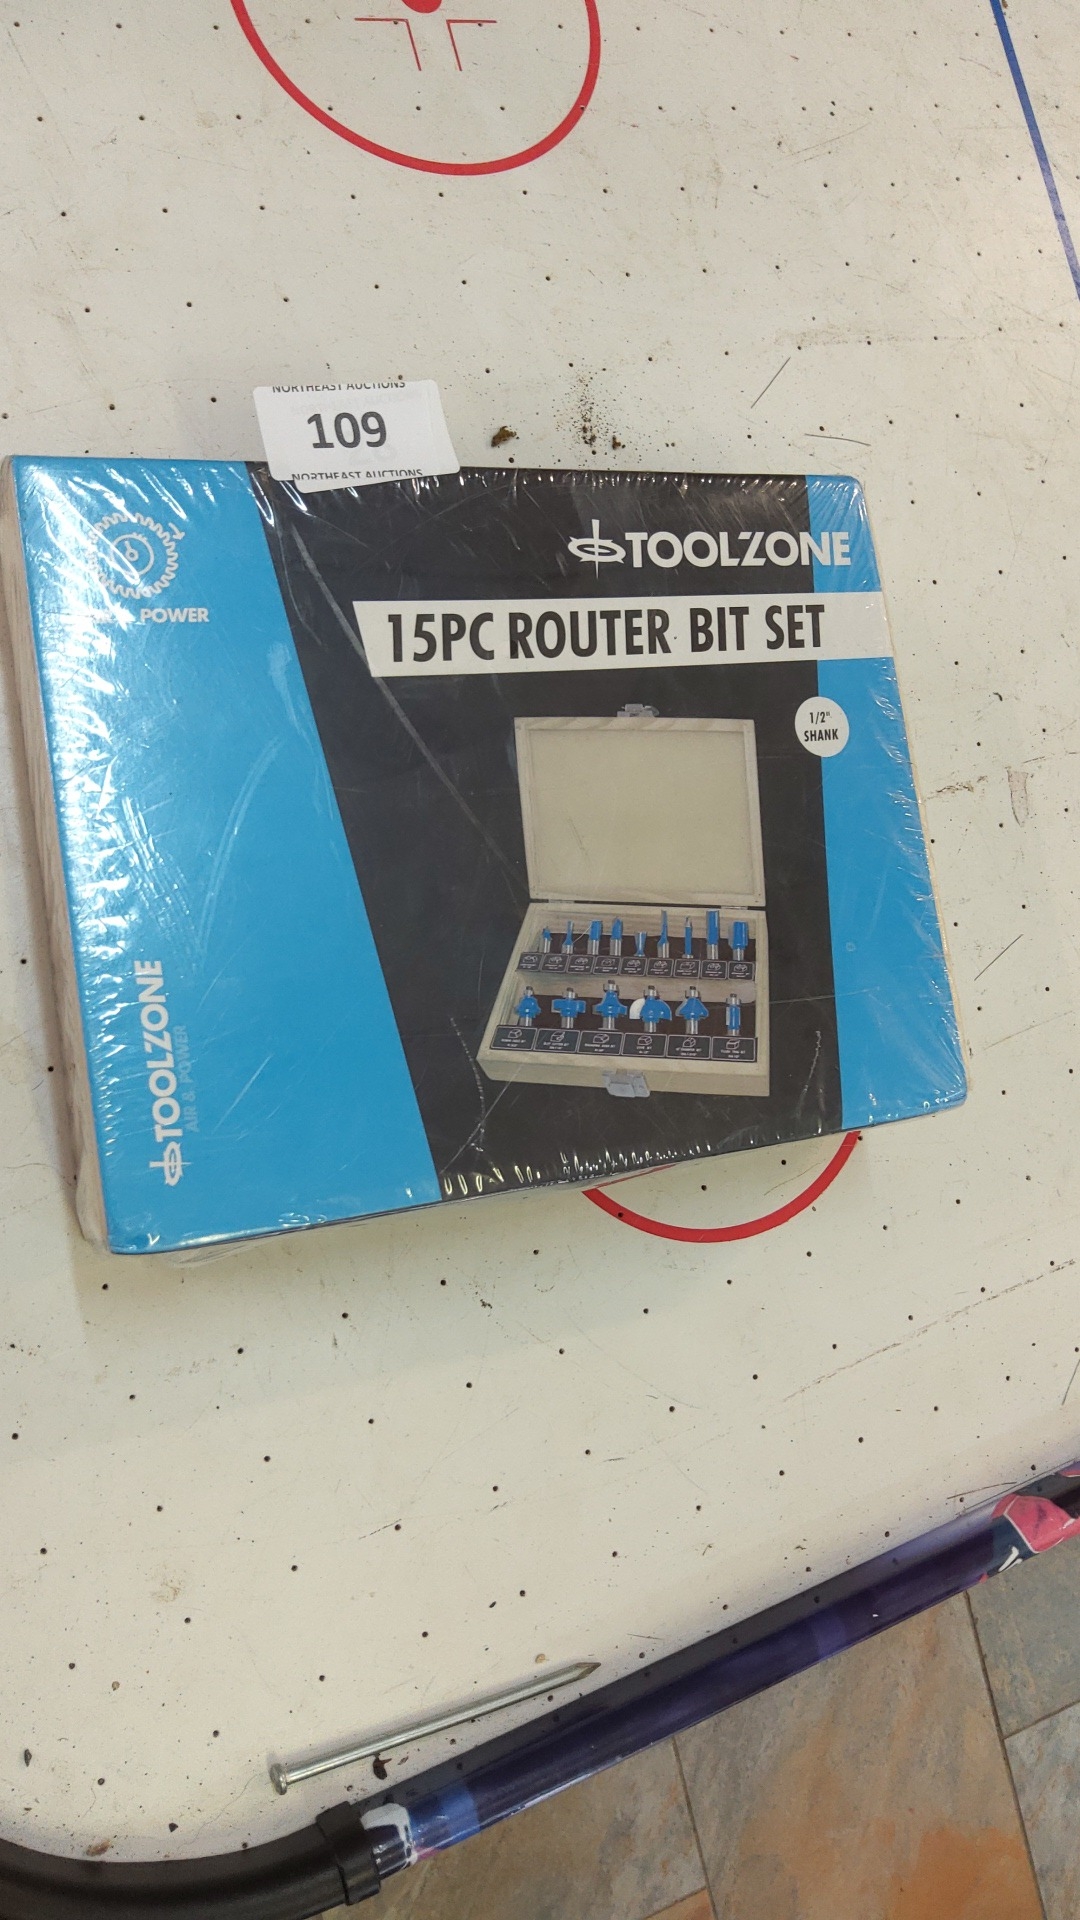 NORTHEAST AUCTIONS
109
NORTHEAST AUCTIONS
TOOLZONE
POWER
15PC ROUTER BIT SET
1/2"
SHANK
TOOLZONE
AIR & POWER